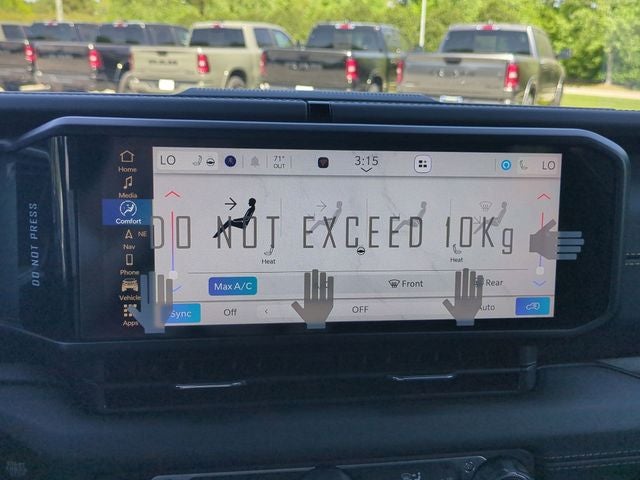 LO 71° OUT 3:15 LO
Home
Media
Comfort
NE
Nav
Phone
Vehicle
Apps
DO NOT PRESS
DO NOT EXCEED 10Kg
Heat Heat
Max A/C Front Rear
Sync Off < OFF Auto